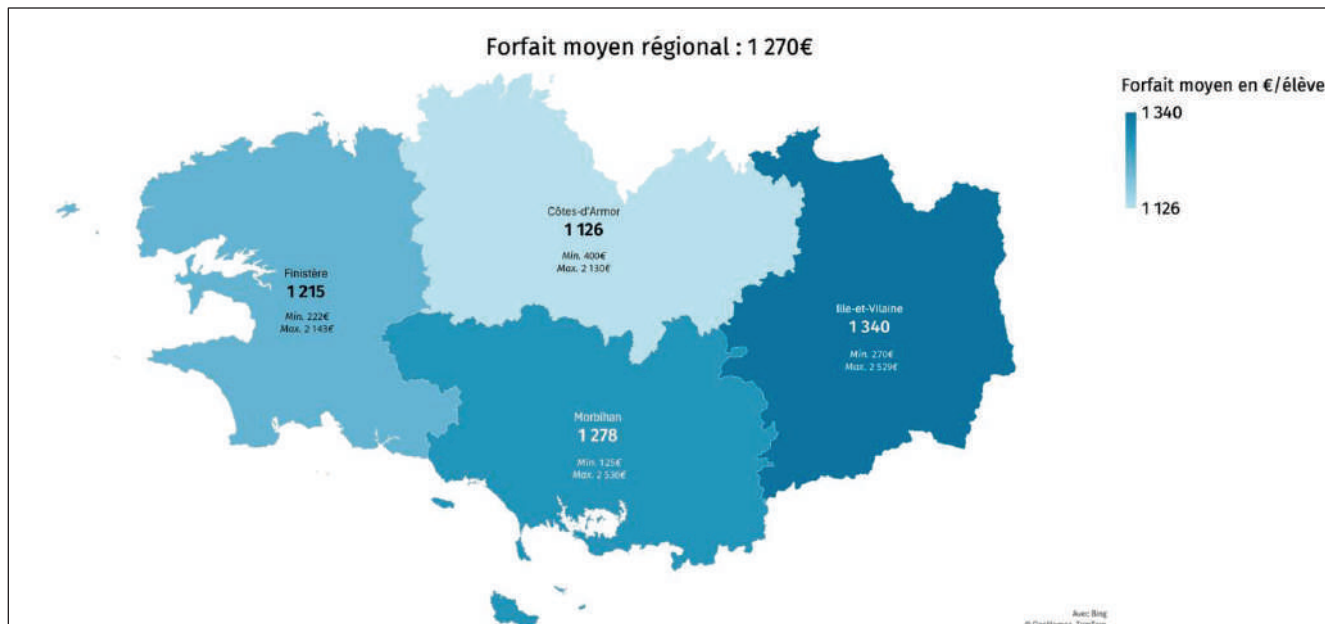 Forfait moyen régional : 1 270€
Forfait moyen en €/élève
1 340
1 126
Côtes-d'Armor
1 126
Min. 400€
Max. 2 130€
Finistère
1 215
Min. 222€
Max. 2 143€
Ille-et-Vilaine
1 340
Min. 270€
Max. 2 529€
Morbihan
1 278
Min. 125€
Max. 2 536€
Avec Bing